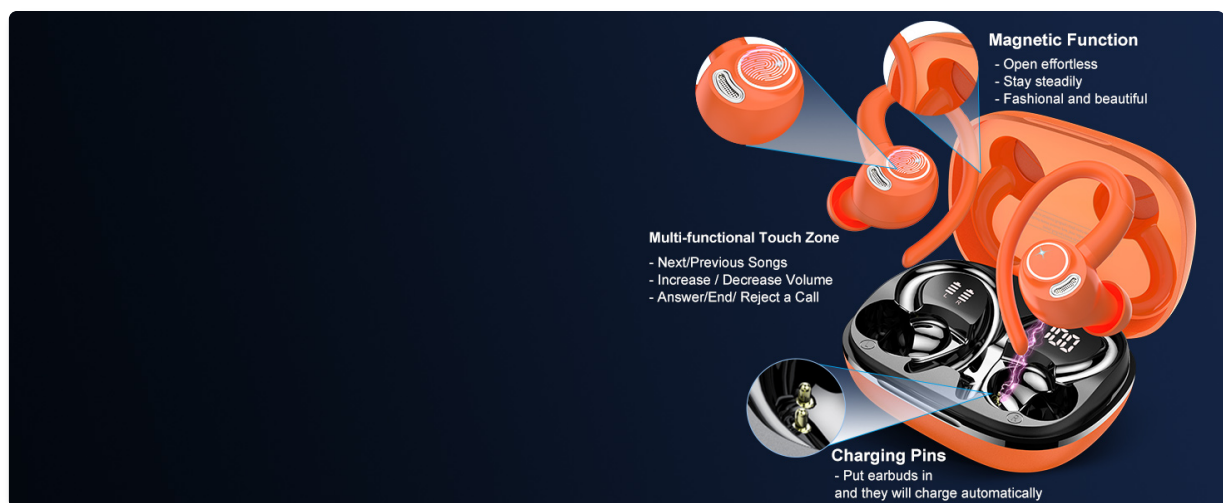 Magnetic Function
- Open effortless
- Stay steadily
- Fashional and beautiful
Multi-functional Touch Zone
- Next/Previous Songs
- Increase / Decrease Volume
- Answer/End/ Reject a Call
L R
100
L
R
Charging Pins
- Put earbuds in
and they will charge automatically